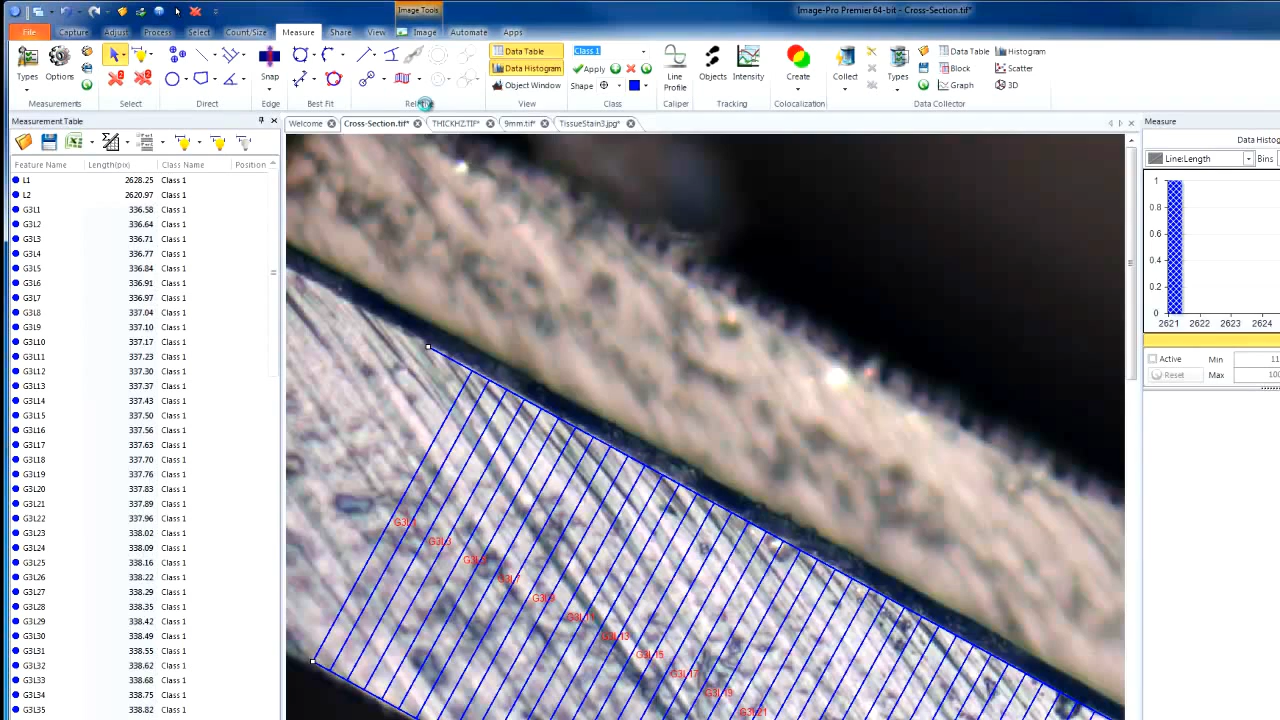 Image Tools
Image-Pro Premier 64-bit - Cross-Section.tif*
File Capture Adjust Process Select Count/Size Measure Share View Image Automate Apps
Types Options Snap Data Table Class 1 Line Profile Objects Intensity Create Collect Types Data Table Histogram
Data Histogram Apply Block Scatter
Object Window Shape Graph 3D
Measurements Select Direct Edge Best Fit View Class Caliper Tracking Colocalization Data Collector
Measurement Table
Welcome Cross-Section.tif* THICKHZ.TIF* 9mm.tif TissueStain3.jpg*
Measure
Data Histog
Line:Length Bins
Feature Name Length(px) Class Name Position
L1 2628.25 Class 1
L2 2620.97 Class 1
G3L1 336.58 Class 1
G3L2 336.64 Class 1
G3L3 336.71 Class 1
G3L4 336.77 Class 1
G3L5 336.84 Class 1
G3L6 336.91 Class 1
G3L7 336.97 Class 1
G3L8 337.04 Class 1
G3L9 337.10 Class 1
G3L10 337.17 Class 1
G3L11 337.23 Class 1
G3L12 337.30 Class 1
G3L13 337.37 Class 1
G3L14 337.43 Class 1
G3L15 337.50 Class 1
G3L16 337.56 Class 1
G3L17 337.63 Class 1
G3L18 337.70 Class 1
G3L19 337.76 Class 1
G3L20 337.83 Class 1
G3L21 337.89 Class 1
G3L22 337.96 Class 1
G3L23 338.02 Class 1
G3L24 338.09 Class 1
G3L25 338.16 Class 1
G3L26 338.22 Class 1
G3L27 338.29 Class 1
G3L28 338.35 Class 1
G3L29 338.42 Class 1
G3L30 338.49 Class 1
G3L31 338.55 Class 1
G3L32 338.62 Class 1
G3L33 338.68 Class 1
G3L34 338.75 Class 1
G3L35 338.82 Class 1
G3L1
G3L3
G3L7
G3L13
G3L15
G3L17
G3L19
G3L21
1
0.8
0.6
0.4
0.2
0
2621 2622 2623 2624
Active Min 11
Reset Max 100